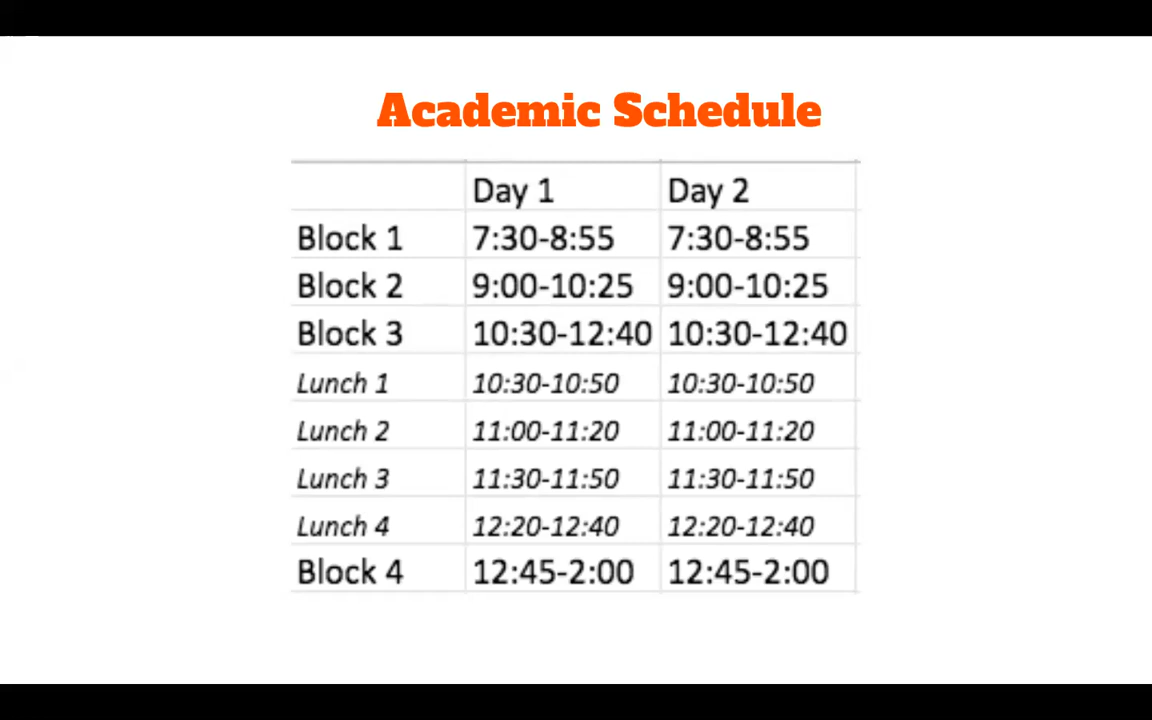 Academic Schedule
Day 1 Day 2
Block 1 7:30-8:55 7:30-8:55
Block 2 9:00-10:25 9:00-10:25
Block 3 10:30-12:40 10:30-12:40
Lunch 1 10:30-10:50 10:30-10:50
Lunch 2 11:00-11:20 11:00-11:20
Lunch 3 11:30-11:50 11:30-11:50
Lunch 4 12:20-12:40 12:20-12:40
Block 4 12:45-2:00 12:45-2:00